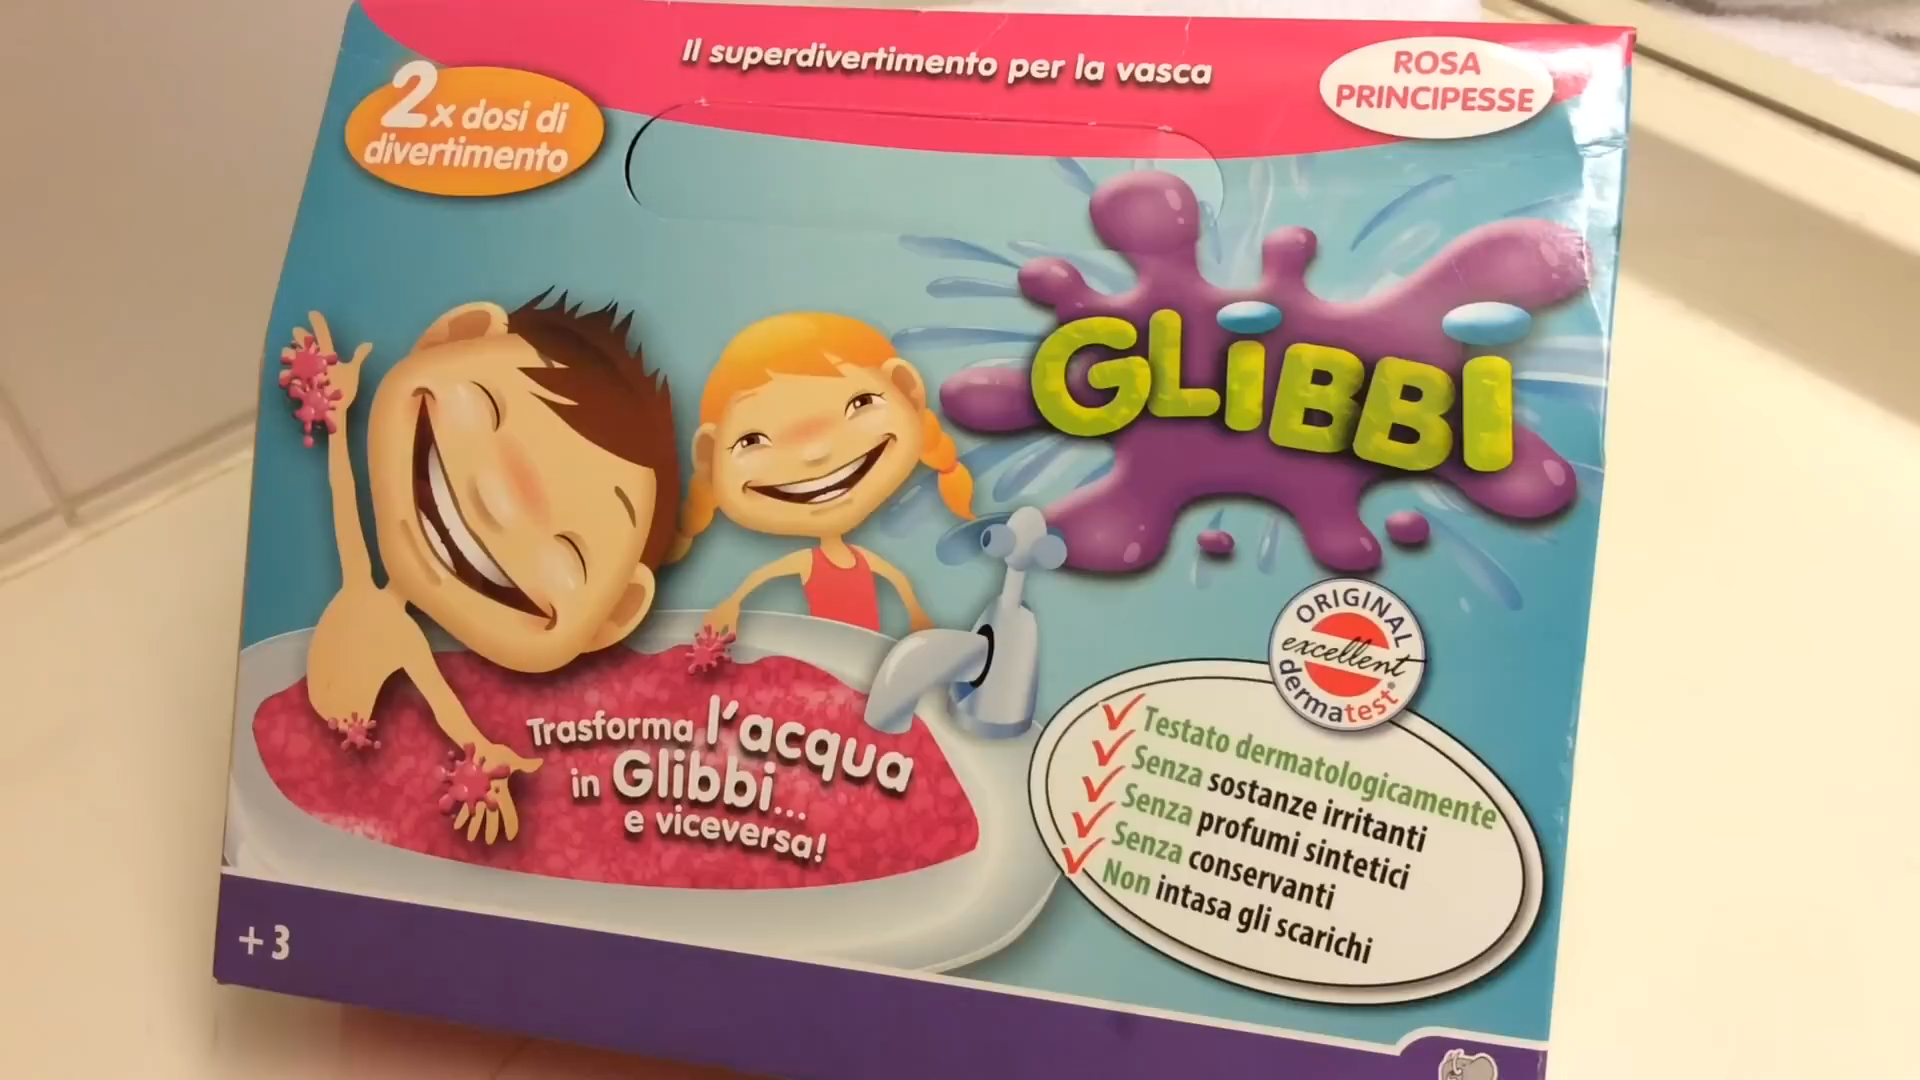 Il superdivertimento per la vasca
ROSA
PRINCIPESSE
2x dosi di
divertimento
GLIBBI
ORIGINAL
excellent
dermatest®
Trasforma l'acqua
in Glibbi...
e viceversa!
Testato dermatologicamente
Senza sostanze irritanti
Senza profumi sintetici
Senza conservanti
Non intasa gli scarichi
+3